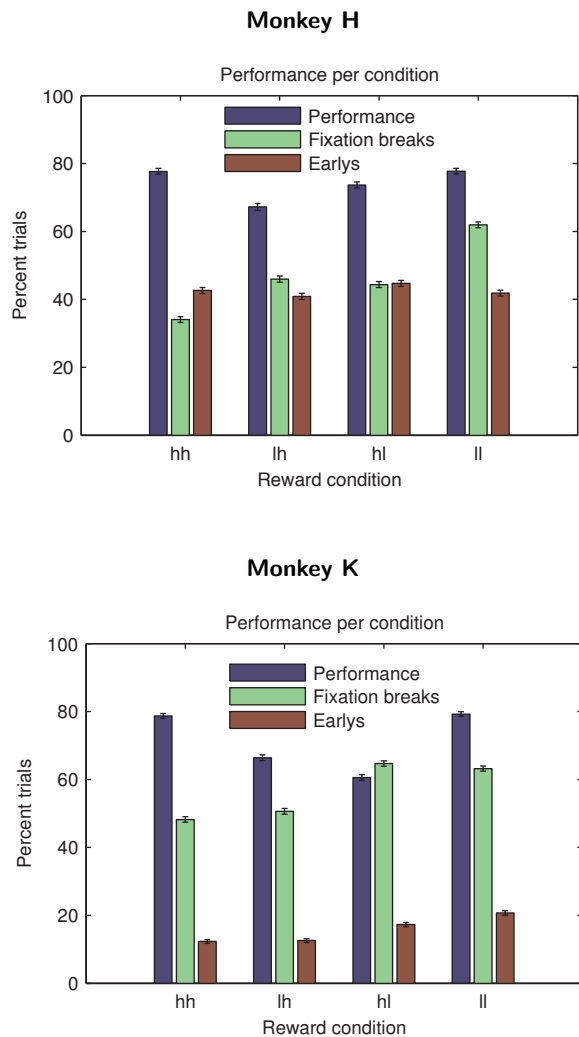 Monkey H
Performance per condition
100
80
60
40
20
0
Percent trials
Performance
Fixation breaks
Earlys
hh lh hl ll
Reward condition
Monkey K
Performance per condition
100
80
60
40
20
0
Percent trials
Performance
Fixation breaks
Earlys
hh lh hl ll
Reward condition